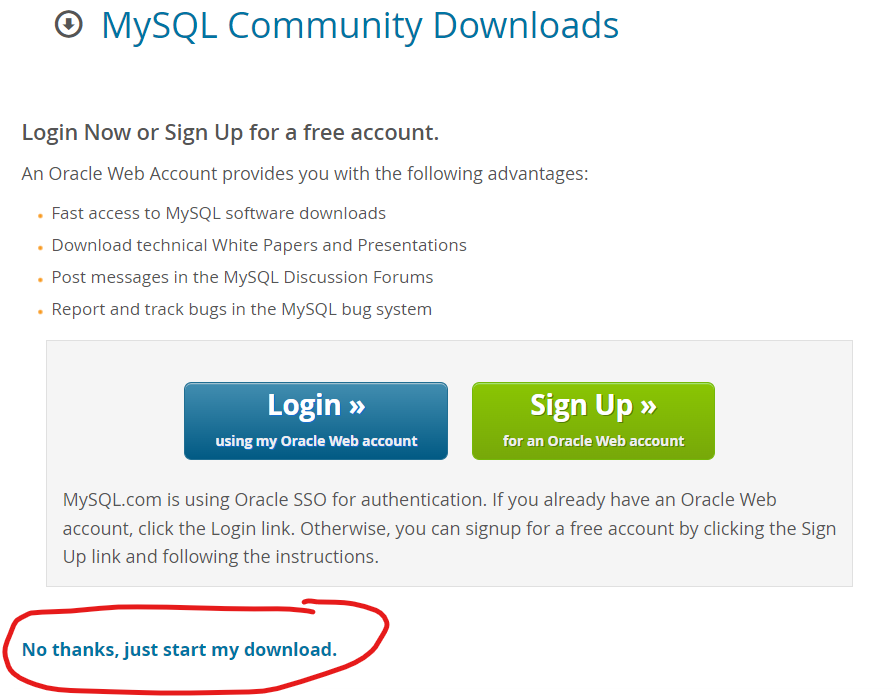 MySQL Community Downloads
Login Now or Sign Up for a free account.
An Oracle Web Account provides you with the following advantages:
Fast access to MySQL software downloads
Download technical White Papers and Presentations
Post messages in the MySQL Discussion Forums
Report and track bugs in the MySQL bug system
Login »
using my Oracle Web account
Sign Up »
for an Oracle Web account
MySQL.com is using Oracle SSO for authentication. If you already have an Oracle Web
account, click the Login link. Otherwise, you can signup for a free account by clicking the Sign
Up link and following the instructions.
No thanks, just start my download.